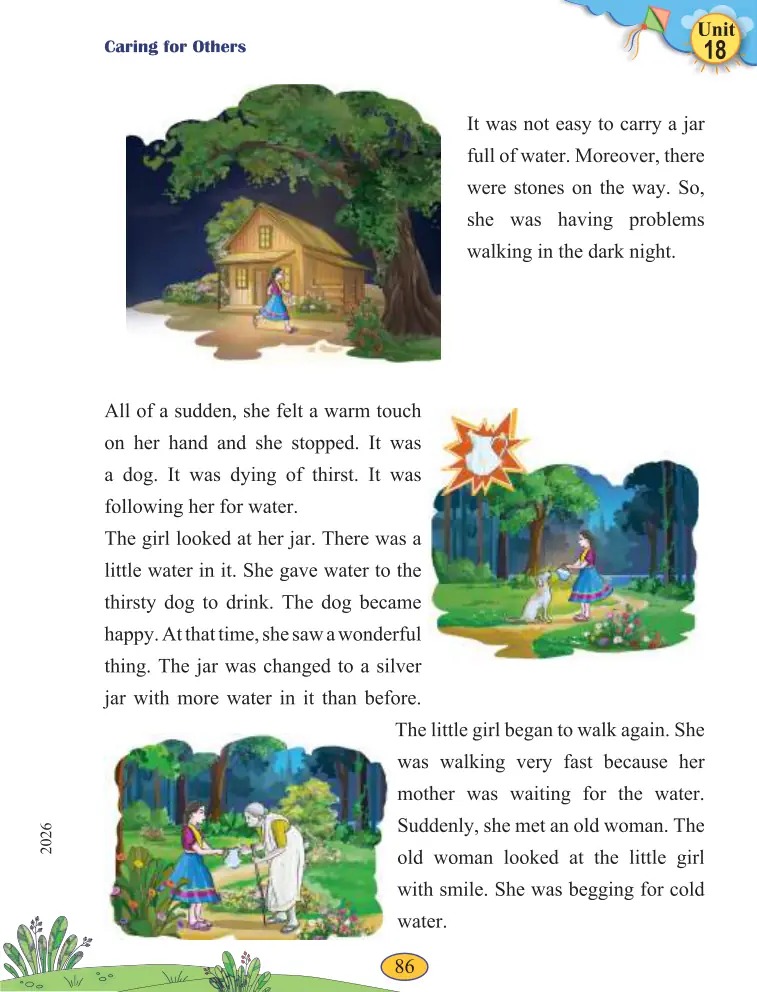 Caring for Others
Unit
18
It was not easy to carry a jar
full of water. Moreover, there
were stones on the way. So,
she was having problems
walking in the dark night.
All of a sudden, she felt a warm touch
on her hand and she stopped. It was
a dog. It was dying of thirst. It was
following her for water.
The girl looked at her jar. There was a
little water in it. She gave water to the
thirsty dog to drink. The dog became
happy. At that time, she saw a wonderful
thing. The jar was changed to a silver
jar with more water in it than before.
The little girl began to walk again. She
was walking very fast because her
mother was waiting for the water.
Suddenly, she met an old woman. The
old woman looked at the little girl
with smile. She was begging for cold
water.
2026
86